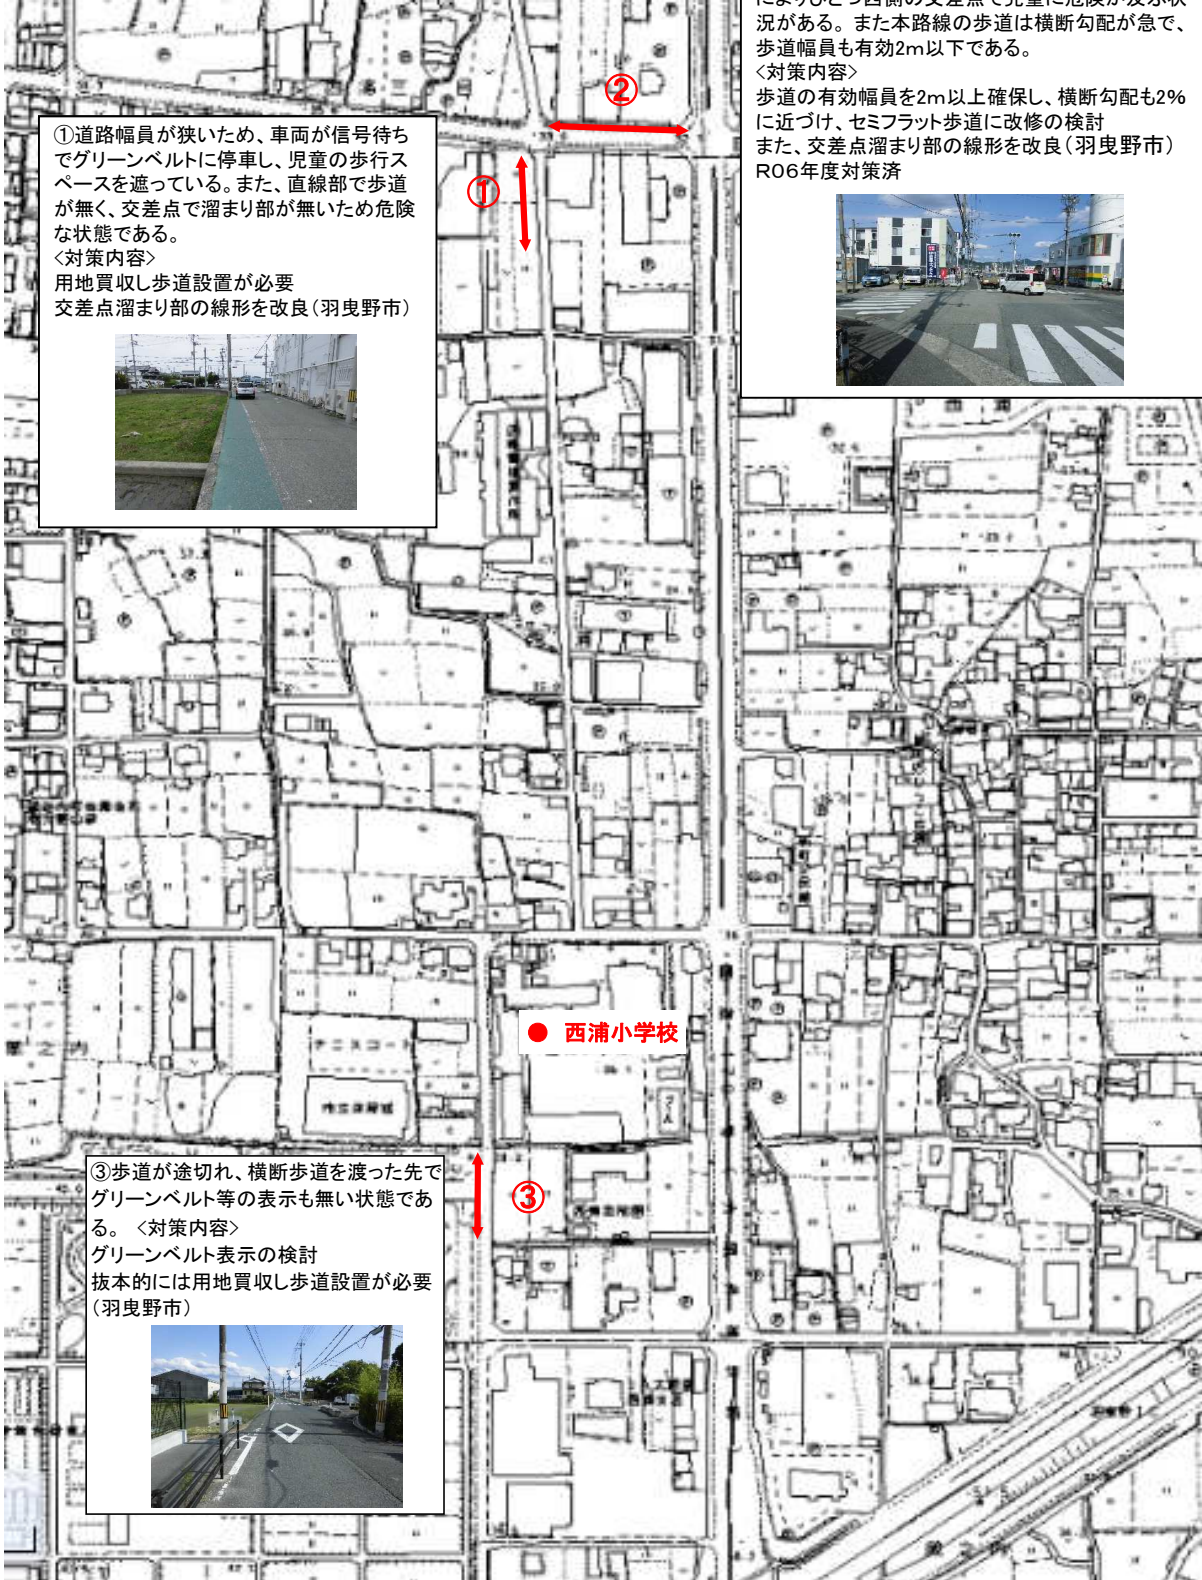 況がある。また本路線の歩道は横断勾配が急で、
歩道幅員も有効2m以下である。
<対策内容>
歩道の有効幅員を2m以上確保し、横断勾配も2%
に近づけ、セミフラット歩道に改修の検討
また、交差点溜まり部の線形を改良(羽曳野市)
R06年度対策済
②
①道路幅員が狭いため、車両が信号待ち
でグリーンベルトに停車し、児童の歩行ス
ペースを遮っている。また、直線部で歩道
が無く、交差点で溜まり部が無いため危険
な状態である。
<対策内容>
用地買収し歩道設置が必要
交差点溜まり部の線形を改良(羽曳野市)
①
● 西浦小学校
テニスコート
プール
③歩道が途切れ、横断歩道を渡った先で
グリーンベルト等の表示も無い状態であ
る。 <対策内容>
グリーンベルト表示の検討
抜本的には用地買収し歩道設置が必要
(羽曳野市)
③